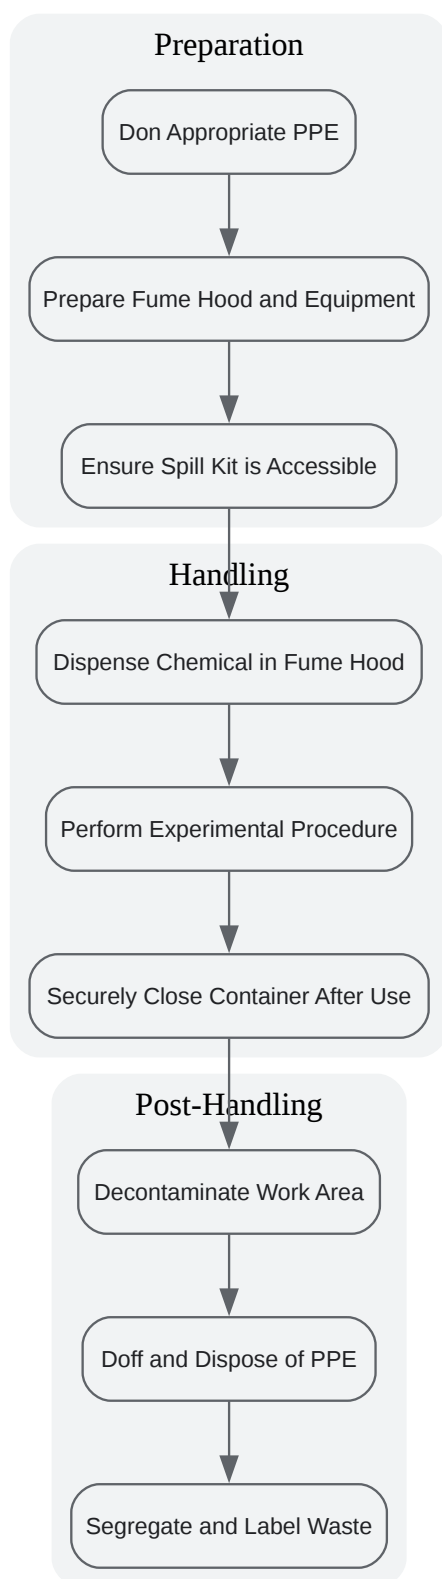 Preparation
Don Appropriate PPE
Prepare Fume Hood and Equipment
Ensure Spill Kit is Accessible
Handling
Dispense Chemical in Fume Hood
Perform Experimental Procedure
Securely Close Container After Use
Post-Handling
Decontaminate Work Area
Doff and Dispose of PPE
Segregate and Label Waste